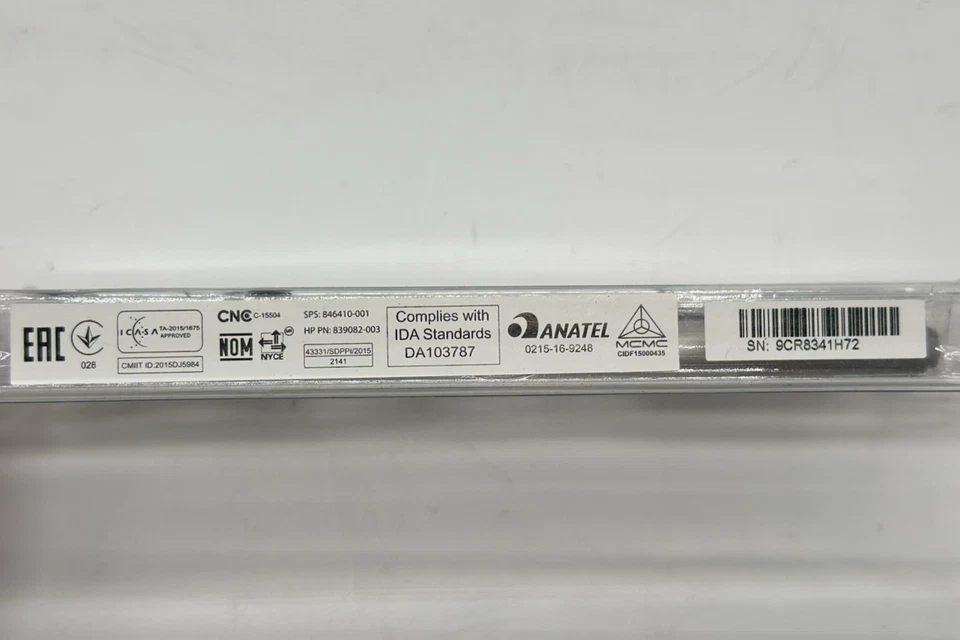 EAC
028
ICASA TA-2015/1675
APPROVED
CMIIT ID:2015DJ5984
CNC C-15504
NOM
NYCE
SPS: 846410-001
HP PN: 839082-003
43331/SDPPI/2015
2141
Complies with
IDA Standards
DA103787
ANATEL
0215-16-9248
MCMC
CIDF15000435
SN: 9CR8341H72